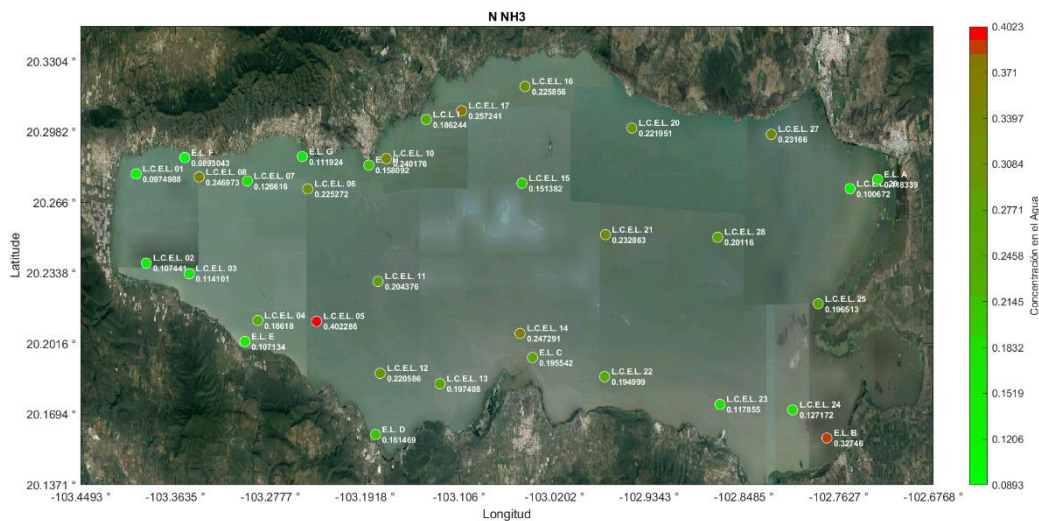 N NH3
20.3304 °
20.2982 °
20.266 °
20.2338 °
20.2016 °
20.1694 °
20.1371 °
Latitude
-103.4493 °
-103.3635 °
-103.2777 °
-103.1918 °
-103.106 °
-103.0202 °
-102.9343 °
-102.8485 °
-102.7627 °
-102.6768 °
Longitud
L.C.E.L. 16
0.225856
L.C.E.L. 17
0.257241
L.C.L I
0.186244
L.C.E.L. 20
0.221951
L.C.E.L. 27
0.23166
E.L. F
0.0893043
L.C.E.L. 01
0.0974988
L.C.E.L. 08
0.246973
E.L. G
0.111924
L.C.E.L. 07
0.126616
L.C.E.L. 06
0.225272
L.C.E.L. 10
0.240176
0.158092
L.C.E.L. 15
0.151382
E.L. A
0.118339
0.100672
L.C.E.L. 02
0.107441
L.C.E.L. 03
0.114101
L.C.E.L. 21
0.232863
L.C.E.L. 28
0.20116
L.C.E.L. 11
0.204376
L.C.E.L. 25
0.196513
L.C.E.L. 04
0.18618
L.C.E.L. 05
0.402286
E.L. E
0.107134
L.C.E.L. 14
0.247291
E.L. C
0.195542
L.C.E.L. 12
0.220586
L.C.E.L. 13
0.197408
L.C.E.L. 22
0.194999
L.C.E.L. 23
0.117855
L.C.E.L. 24
0.127172
E.L. D
0.161469
E.L. B
0.32746
0.4023
0.371
0.3397
0.3084
0.2771
0.2458
0.2145
0.1832
0.1519
0.1206
0.0893
Concentración en el Agua